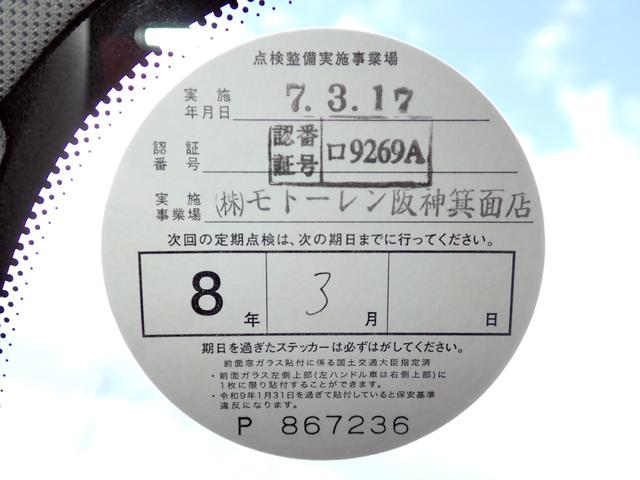 点検整備実施事業場
実施年月日 7.3.17
認証番号 認証番号 ロ9269A
実施事業場 (株)モトーレン阪神箕面店
次回の定期点検は、次の期日までに行ってください。
8年 3月 日
期日を過ぎたステッカーは必ずはがしてください。
前面窓ガラス貼付に係る国土交通大臣指定済
・前面ガラス左側上部(左ハンドル車は右側上部)に
1枚に限り貼付することができます。
・令和9年1月31日を過ぎて貼付していると保安基準
違反になります。
P 867236